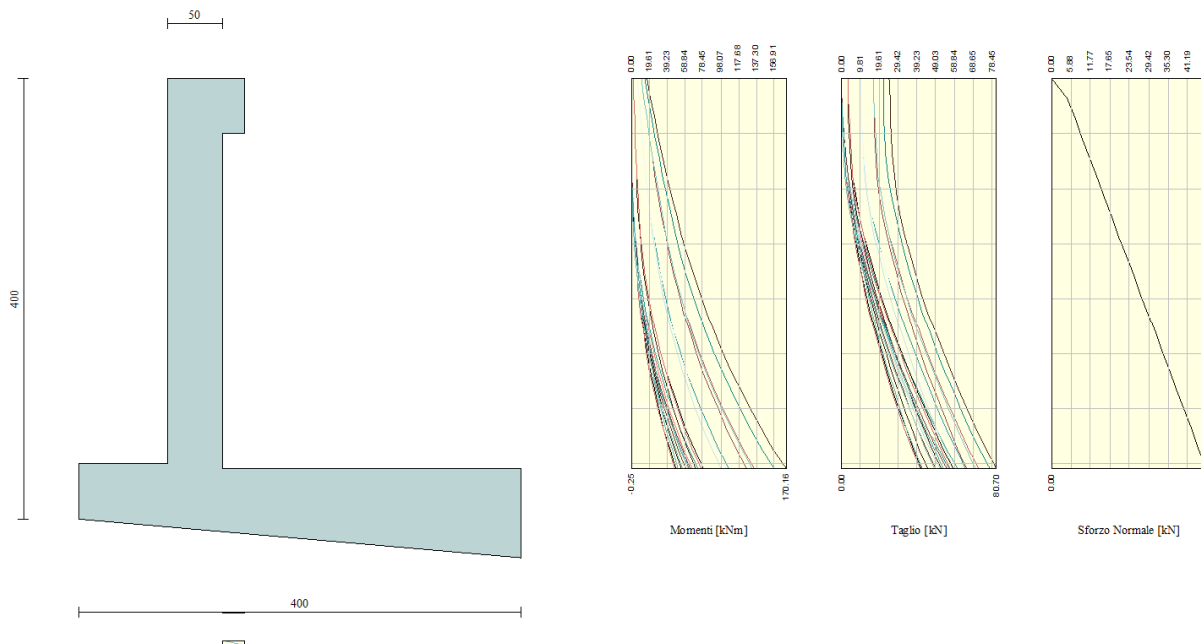 50
400
400
0.00 19.61 39.23 58.84 78.45 98.07 117.68 137.30 156.91
-0.25 170.16
Momenti [kNm]
0.00 9.81 19.61 29.42 39.23 49.03 58.84 68.65 78.45
0.00 80.70
Taglio [kN]
0.00 5.88 11.77 17.65 23.54 29.42 35.30 41.19
0.00
Sforzo Normale [kN]